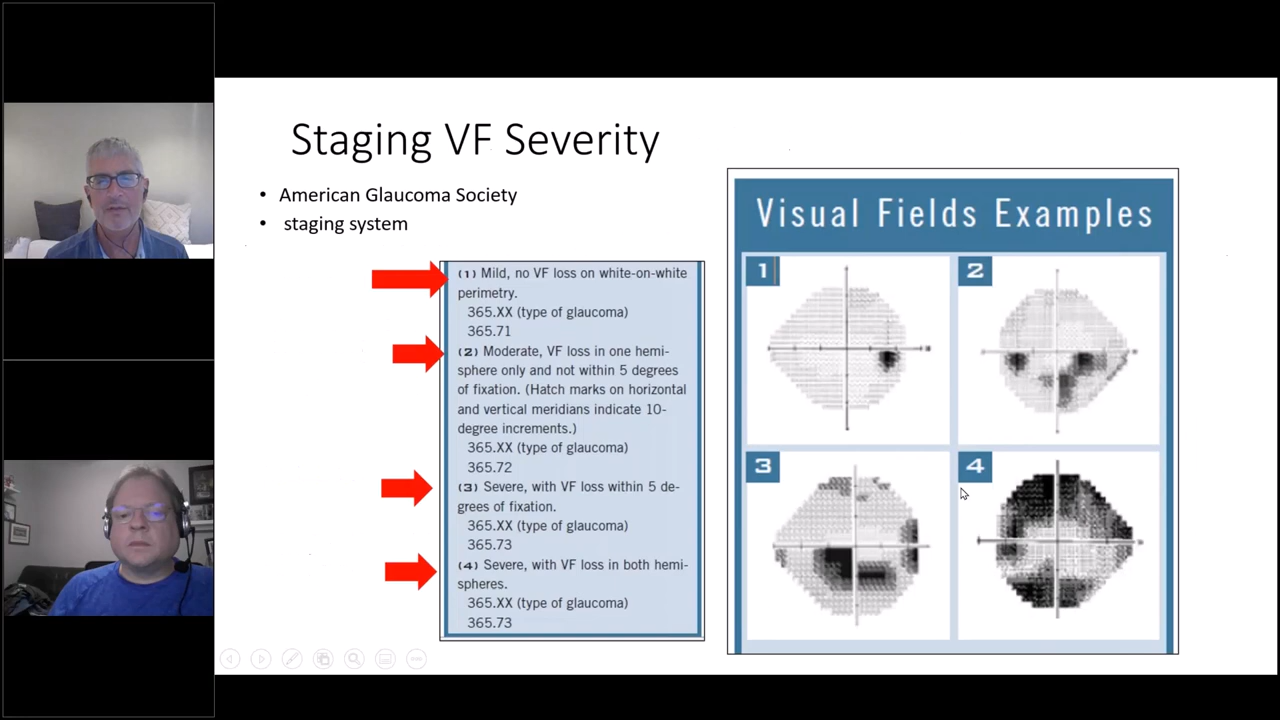 Staging VF Severity
• American Glaucoma Society
• staging system
(1) Mild, no VF loss on white-on-white
perimetry.
365.XX (type of glaucoma)
365.71
(2) Moderate, VF loss in one hemi-
sphere only and not within 5 degrees
of fixation. (Hatch marks on horizontal
and vertical meridians indicate 10-
degree increments.)
365.XX (type of glaucoma)
365.72
(3) Severe, with VF loss within 5 de-
grees of fixation.
365.XX (type of glaucoma)
365.73
(4) Severe, with VF loss in both hemi-
spheres.
365.XX (type of glaucoma)
365.73
Visual Fields Examples
1
2
3
4